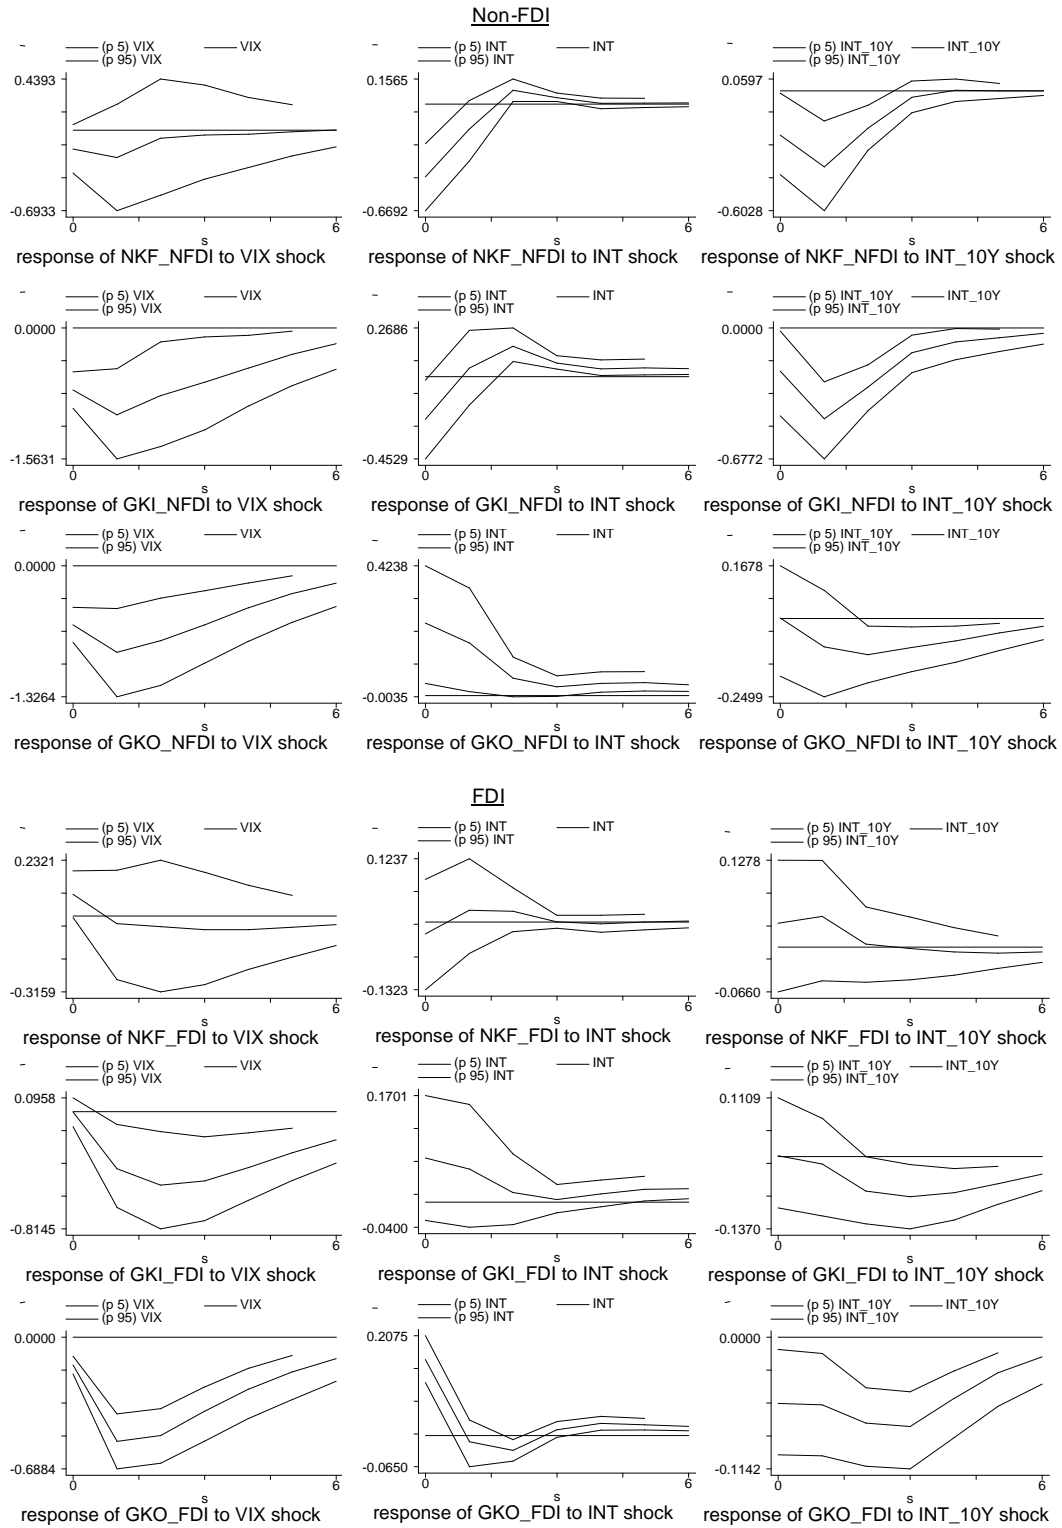 Non-FDI
(p 5) VIX VIX
(p 95) VIX
0.4393
-0.6933
0 6
s
response of NKF_NFDI to VIX shock
(p 5) INT INT
(p 95) INT
0.1565
-0.6692
0 6
s
response of NKF_NFDI to INT shock
(p 5) INT_10Y INT_10Y
(p 95) INT_10Y
0.0597
-0.6028
0 6
s
response of NKF_NFDI to INT_10Y shock
(p 5) VIX VIX
(p 95) VIX
0.0000
-1.5631
0 6
s
response of GKI_NFDI to VIX shock
(p 5) INT INT
(p 95) INT
0.2686
-0.4529
0 6
s
response of GKI_NFDI to INT shock
(p 5) INT_10Y INT_10Y
(p 95) INT_10Y
0.0000
-0.6772
0 6
s
response of GKI_NFDI to INT_10Y shock
(p 5) VIX VIX
(p 95) VIX
0.0000
-1.3264
0 6
s
response of GKO_NFDI to VIX shock
(p 5) INT INT
(p 95) INT
0.4238
-0.0035
0 6
s
response of GKO_NFDI to INT shock
(p 5) INT_10Y INT_10Y
(p 95) INT_10Y
0.1678
-0.2499
0 6
s
response of GKO_NFDI to INT_10Y shock
FDI
(p 5) VIX VIX
(p 95) VIX
0.2321
-0.3159
0 6
s
response of NKF_FDI to VIX shock
(p 5) INT INT
(p 95) INT
0.1237
-0.1323
0 6
s
response of NKF_FDI to INT shock
(p 5) INT_10Y INT_10Y
(p 95) INT_10Y
0.1278
-0.0660
0 6
s
response of NKF_FDI to INT_10Y shock
(p 5) VIX VIX
(p 95) VIX
0.0958
-0.8145
0 6
s
response of GKI_FDI to VIX shock
(p 5) INT INT
(p 95) INT
0.1701
-0.0400
0 6
s
response of GKI_FDI to INT shock
(p 5) INT_10Y INT_10Y
(p 95) INT_10Y
0.1109
-0.1370
0 6
s
response of GKI_FDI to INT_10Y shock
(p 5) VIX VIX
(p 95) VIX
0.0000
-0.6884
0 6
s
response of GKO_FDI to VIX shock
(p 5) INT INT
(p 95) INT
0.2075
-0.0650
0 6
s
response of GKO_FDI to INT shock
(p 5) INT_10Y INT_10Y
(p 95) INT_10Y
0.0000
-0.1142
0 6
s
response of GKO_FDI to INT_10Y shock